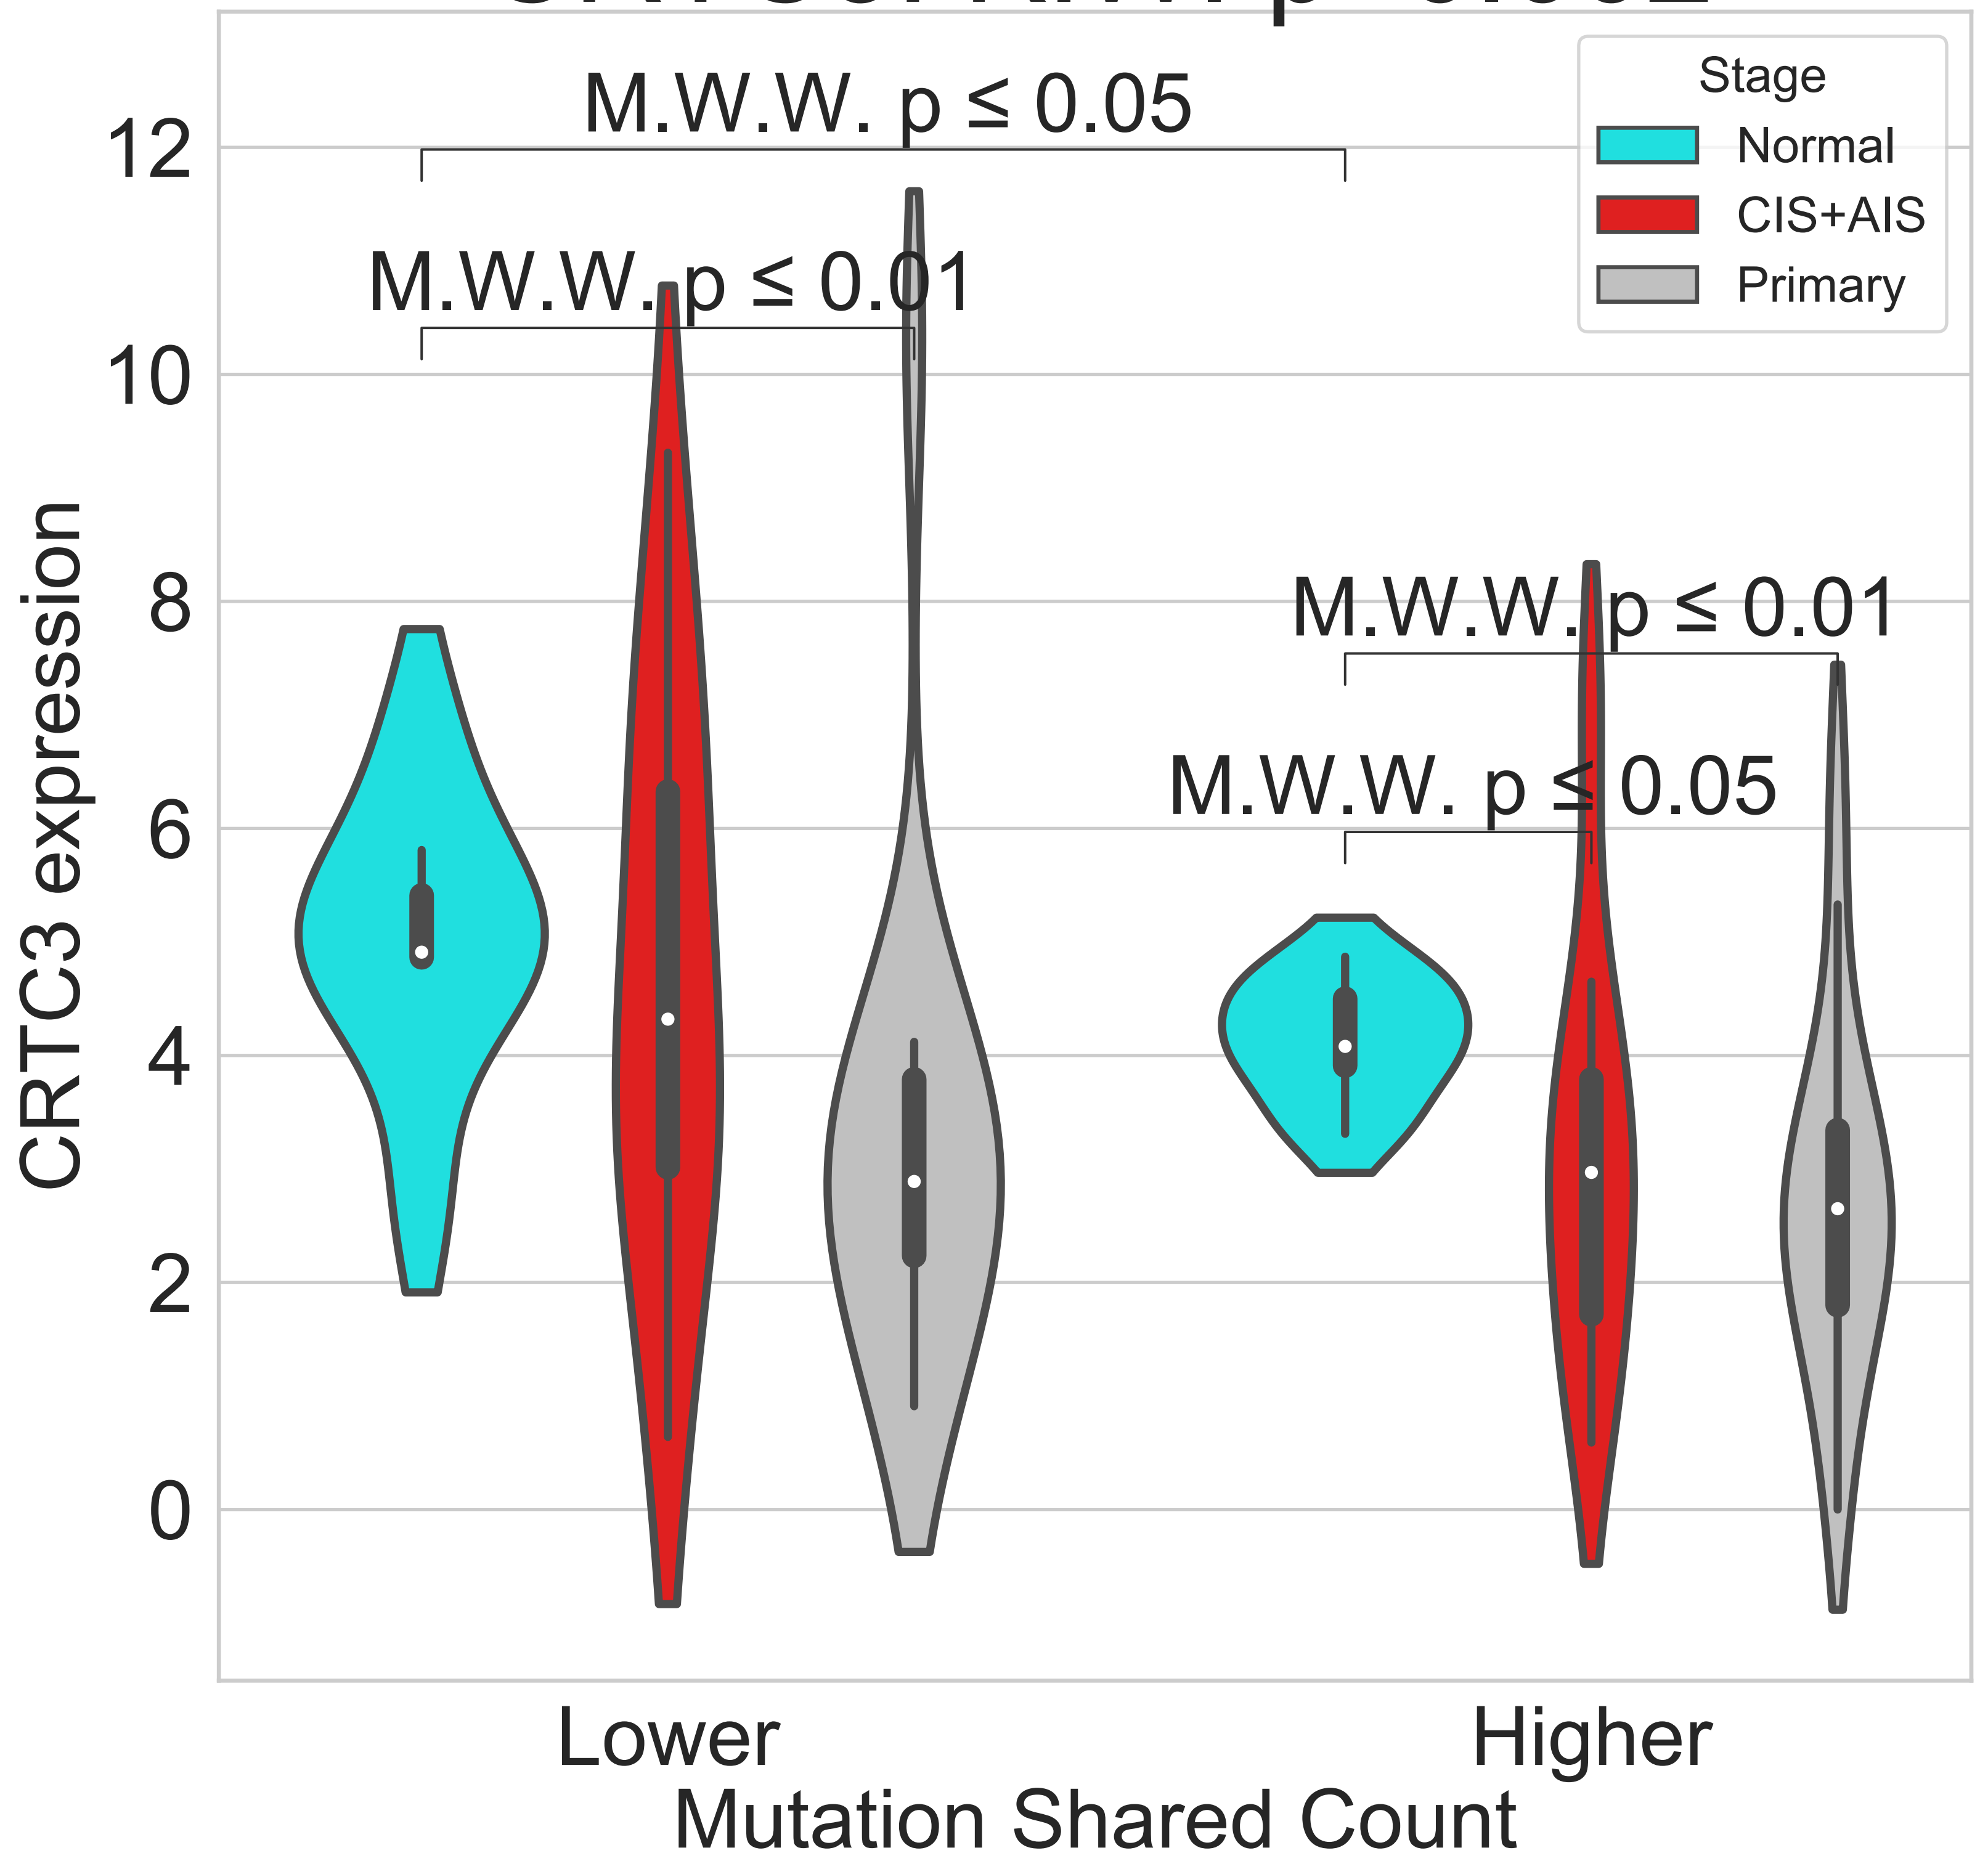 M.W.W. p ≤ 0.05
M.W.W. p ≤ 0.01
M.W.W. p ≤ 0.01
M.W.W. p ≤ 0.05
Stage
Normal
CIS+AIS
Primary
12
10
8
6
4
2
0
CRTC3 expression
Lower
Higher
Mutation Shared Count